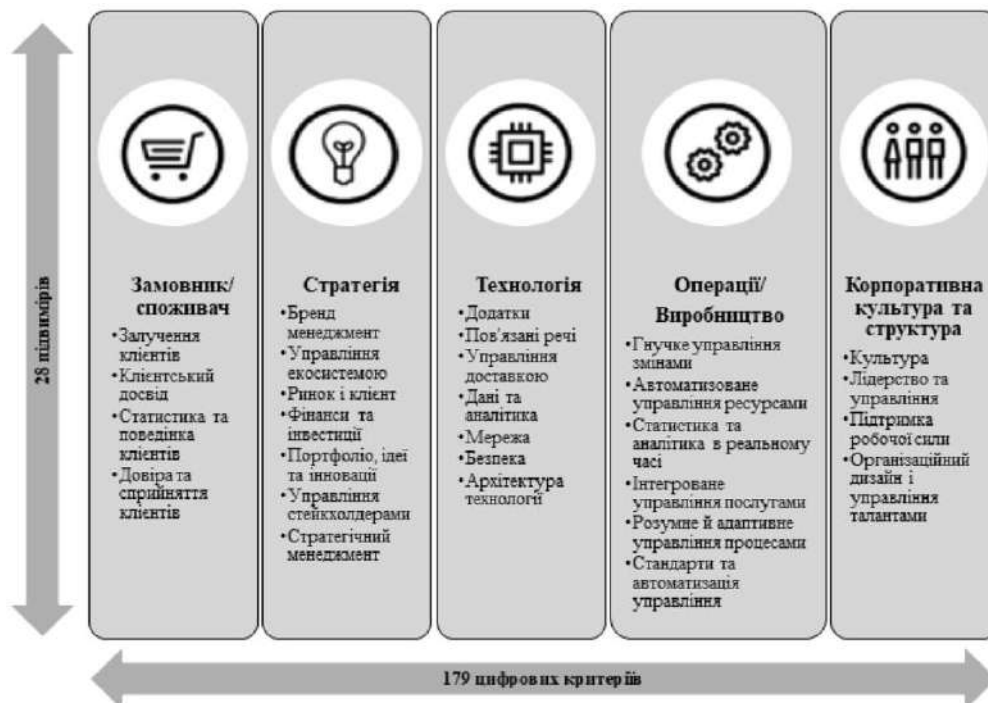 28 підвимірів
Замовник/
споживач
•Залучення
клієнтів
•Клієнтський
досвід
•Статистика та
поведінка
клієнтів
•Довіра та
сприйняття
клієнтів
Стратегія
•Бренд
менеджмент
•Управління
екосистемою
•Ринок і клієнт
•Фінанси та
інвестиції
•Портфоліо, ідеї
та інновації
•Управління
стейкхолдерами
•Стратегічний
менеджмент
Технологія
•Додатки
•Пов'язані речі
•Управління
доставкою
•Дані та
аналітика
•Мережа
•Безпека
•Архітектура
технології
Операції/
Виробництво
•Гнучке управління
змінами
•Автоматизоване
управління ресурсами
•Статистика та
аналітика в реальному
часі
•Інтегроване
управління послугами
•Розумне й адаптивне
управління процесами
•Стандарти та
автоматизація
управління
Корпоративна
культура та
структура
•Культура
•Лідерство та
управління
•Підтримка
робочої сили
•Організаційний
дизайн і
управління
талантами
179 цифрових критеріїв